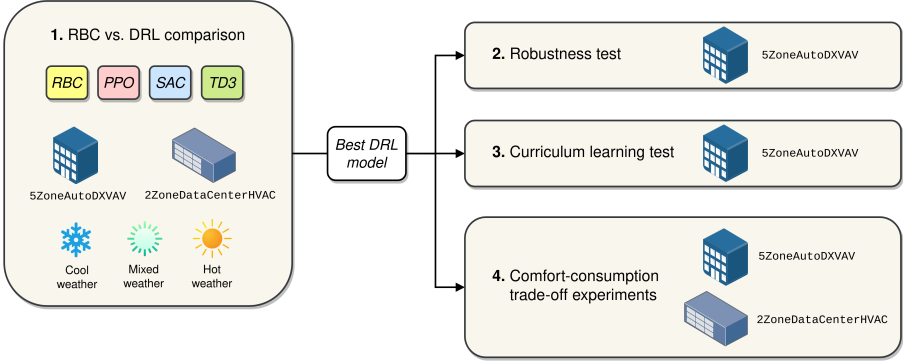 1. RBC vs. DRL comparison
RBC
PPO
SAC
TD3
5ZoneAutoDXVAV
2ZoneDataCenterHVAC
Cool
weather
Mixed
weather
Hot
weather
Best DRL
model
2. Robustness test
5ZoneAutoDXVAV
3. Curriculum learning test
5ZoneAutoDXVAV
4. Comfort-consumption
trade-off experiments
5ZoneAutoDXVAV
2ZoneDataCenterHVAC